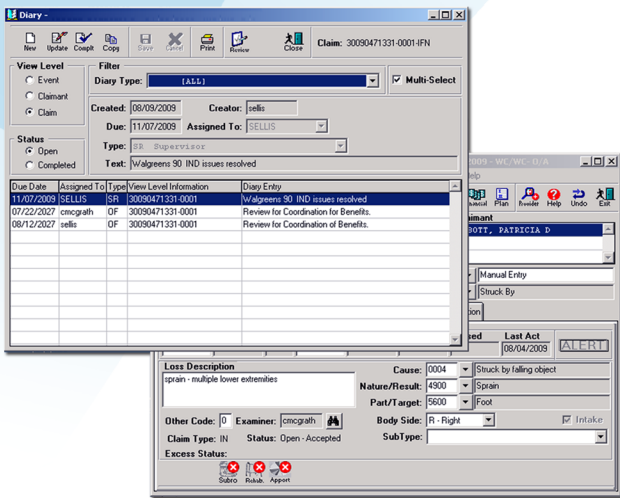 Diary -
New Update Complt Copy Save Cancel Print Review Close Claim: 30090471331-0001-IFN
View Level
Event
Claimant
Claim
Filter
Diary Type: [ALL] Multi-Select
Created: 08/09/2009 Creator: sellis
Due: 11/07/2009 Assigned To: SELLIS
Type: SR Supervisor
Text: Walgreens 90 IND issues resolved
Status
Open
Completed
Due Date Assigned To Type View Level Information Diary Entry
11/07/2009 SELLIS SR 30090471331-0001 Walgreens 90 IND issues resolved
07/22/2027 cmcgrath OF 30090471331-0001 Review for Coordination for Benefits.
08/12/2027 sellis OF 30090471331-0001 Review for Coordination of Benefits.
2009 - WC/WC- O/A
elp
ancial Plan Provider Help Undo Exit
imant
BOTT, PATRICIA D
Manual Entry
Struck By
tion
sed Last Act
08/04/2009 ALERT
Loss Description
sprain - multiple lower extremities
Cause: 0004 Struck by falling object
Nature/Result: 4900 Sprain
Part/Target: 5600 Foot
Other Code: 0 Examiner: cmcgrath Body Side: R - Right Intake
Claim Type: IN Status: Open - Accepted SubType:
Excess Status:
Subro Rehab. Apport